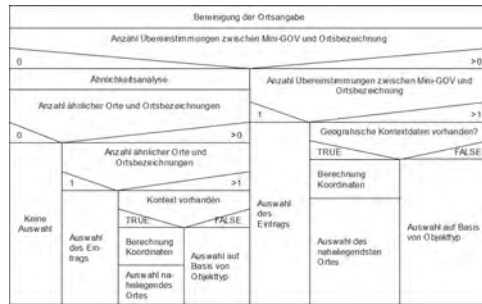 Bereinigung der Ortsangabe
Anzahl Übereinstimmungen zwischen Mini-GOV und Ortsbezeichnung
0
>0
Ähnlichkeitsanalyse
Anzahl Übereinstimmungen zwischen Mini-GOV und
Ortsbezeichnung
Anzahl ähnlicher Orte und Ortsbezeichnungen
1
>1
0
>0
Geograhische Kontextdaten vorhanden?
Anzahl ähnlicher Orte und
Ortsbezeichnungen
TRUE
FALSE
1
>1
Berechnung
Koordinaten
Kontext vorhanden
TRUE
FALSE
Keine
Auswahl
Auswahl
des Ein-
trags
Berechnung
Koordinaten
Auswahl na-
heliegendes
Ortes
Auswahl auf
Basis von
Objekttyp
Auswahl
des
Eintrags
Auswahl des
naheliegendsten
Ortes
Auswahl auf Basis
von Objekttyp